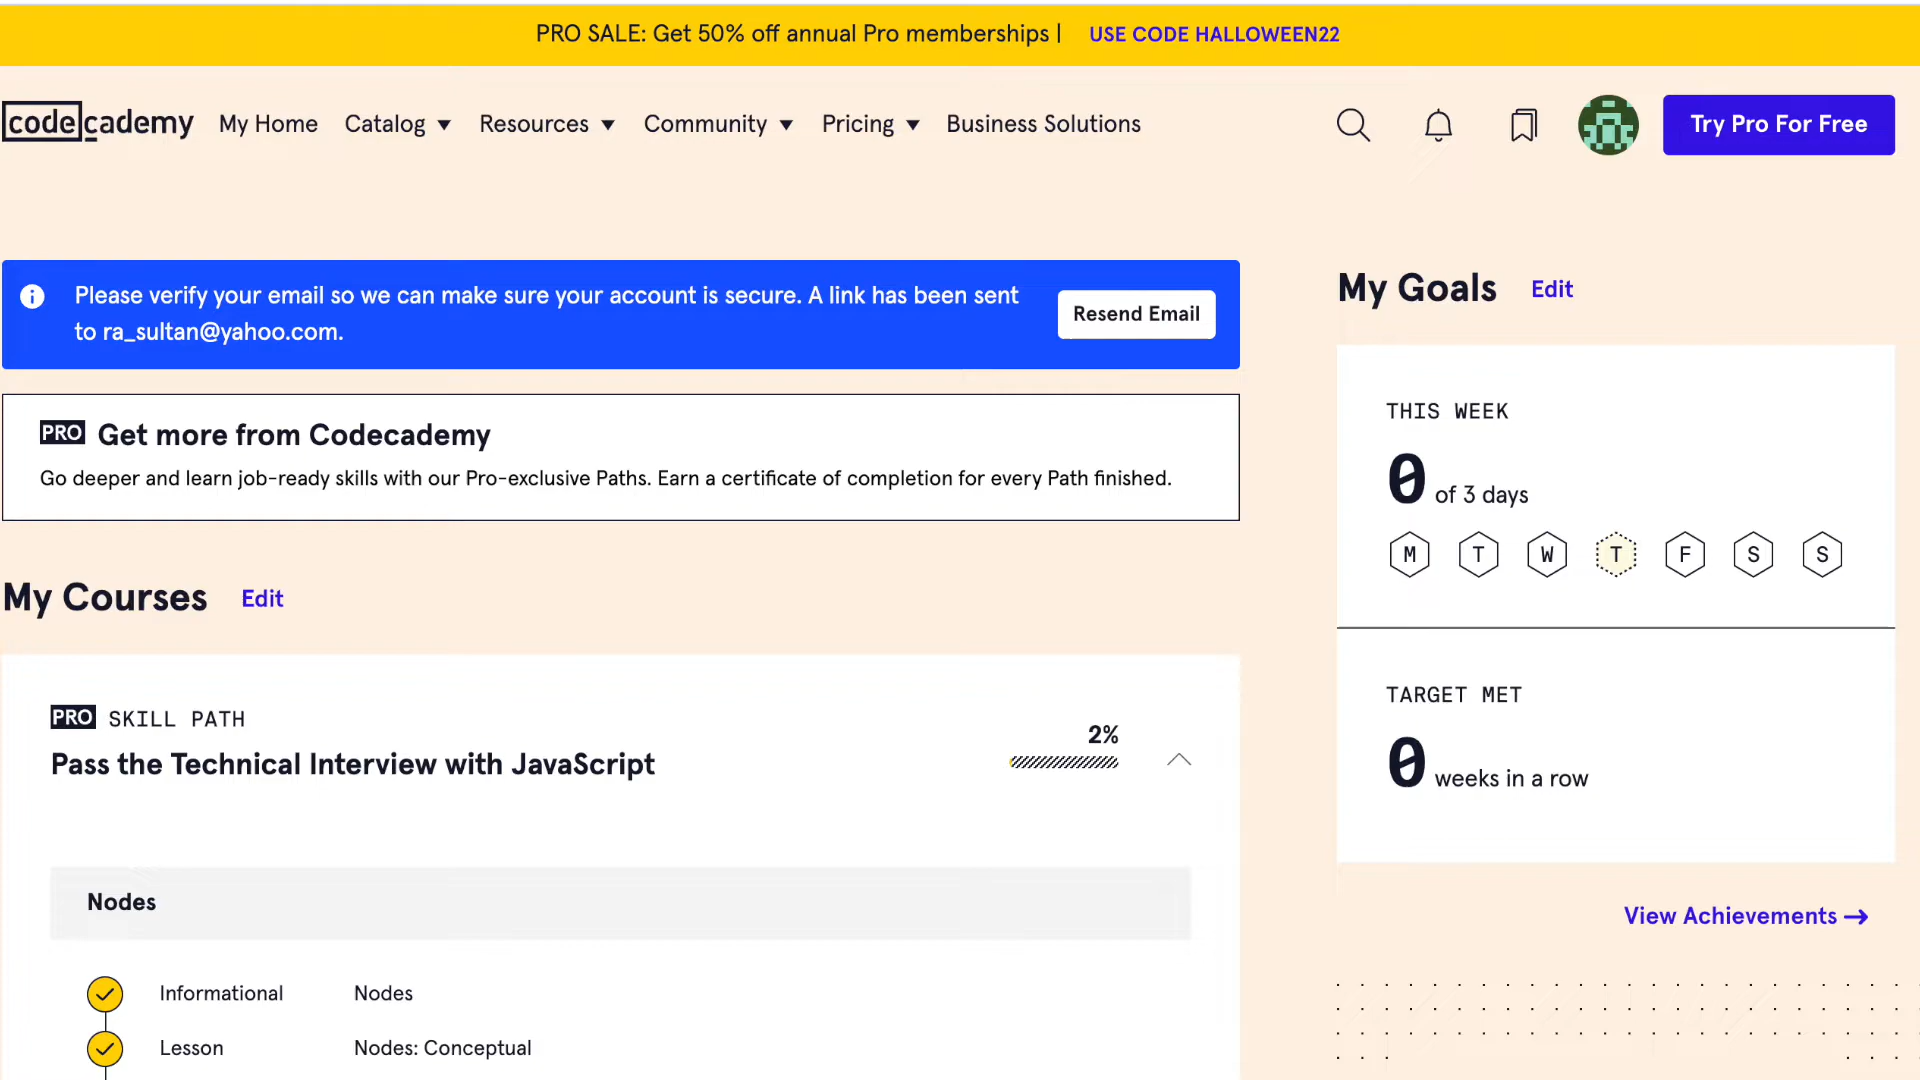 PRO SALE: Get 50% off annual Pro memberships | USE CODE HALLOWEEN22
codecademy My Home Catalog Resources Community Pricing Business Solutions Try Pro For Free
Please verify your email so we can make sure your account is secure. A link has been sent
to ra_sultan@yahoo.com.
Resend Email
PRO Get more from Codecademy
Go deeper and learn job-ready skills with our Pro-exclusive Paths. Earn a certificate of completion for every Path finished.
My Courses Edit
PRO SKILL PATH
Pass the Technical Interview with JavaScript
2%
Nodes
Informational Nodes
Lesson Nodes: Conceptual
My Goals Edit
THIS WEEK
0 of 3 days
M T W T F S S
TARGET MET
0 weeks in a row
View Achievements